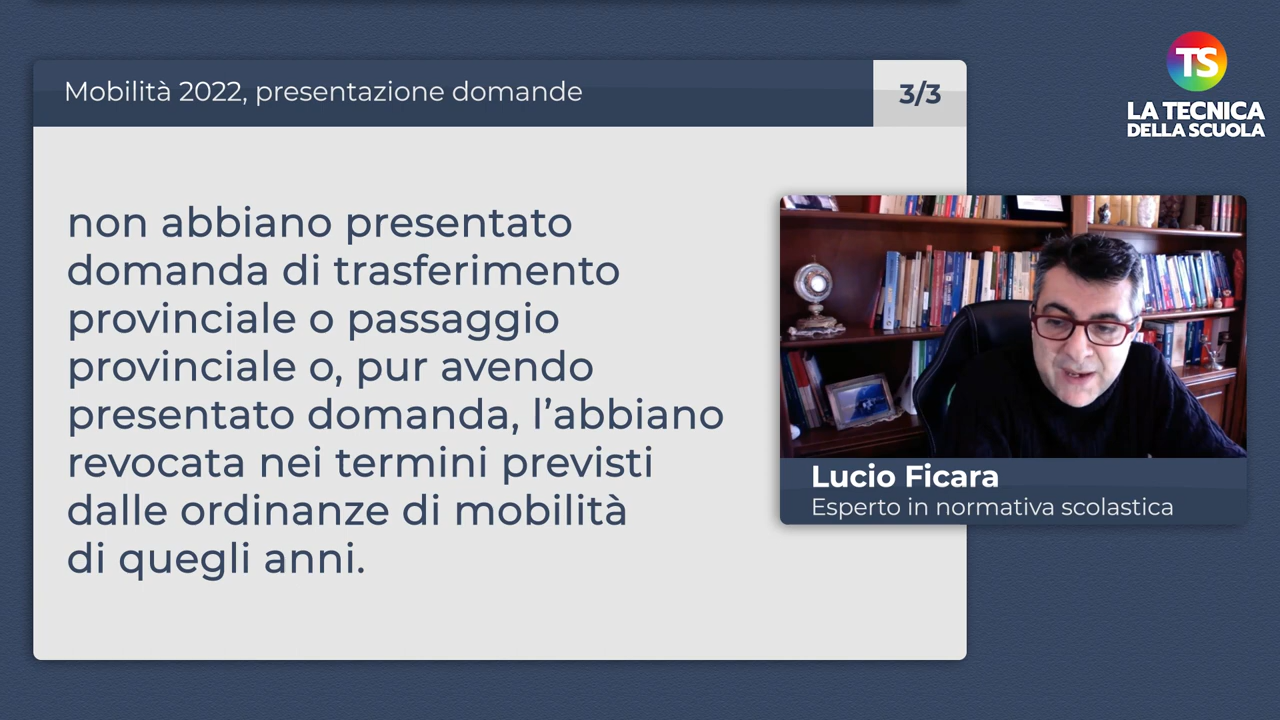 Mobilità 2022, presentazione domande
3/3
non abbiano presentato
domanda di trasferimento
provinciale o passaggio
provinciale o, pur avendo
presentato domanda, l’abbiano
revocata nei termini previsti
dalle ordinanze di mobilità
di quegli anni.
TS
LA TECNICA
DELLA SCUOLA
Lucio Ficara
Esperto in normativa scolastica